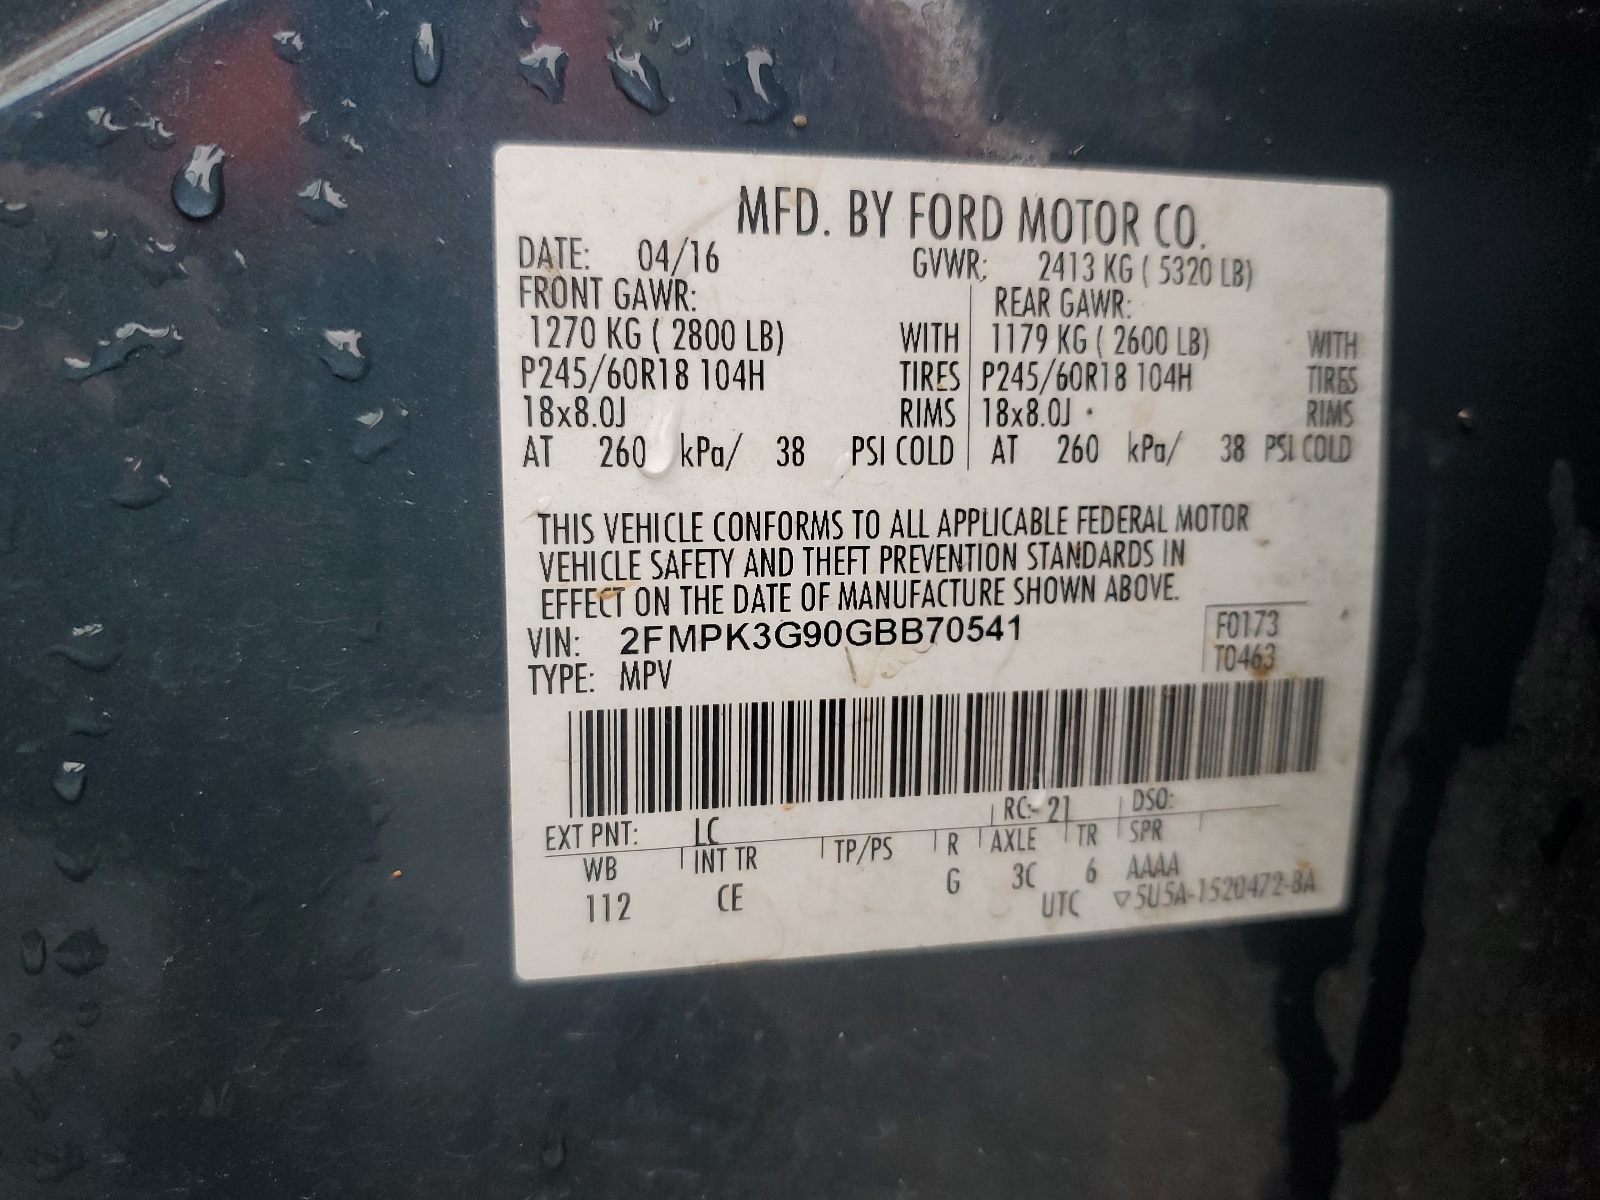 MFD. BY FORD MOTOR CO.
DATE: 04/16 GVWR: 2413 KG ( 5320 LB)
FRONT GAWR: REAR GAWR:
1270 KG ( 2800 LB) WITH 1179 KG ( 2600 LB) WITH
P245/60R18 104H TIRES P245/60R18 104H TIRES
18x8.0J RIMS 18x8.0J RIMS
AT 260 kPa/ 38 PSI COLD AT 260 kPa/ 38 PSI COLD
THIS VEHICLE CONFORMS TO ALL APPLICABLE FEDERAL MOTOR
VEHICLE SAFETY AND THEFT PREVENTION STANDARDS IN
EFFECT ON THE DATE OF MANUFACTURE SHOWN ABOVE.
VIN: 2FMPK3G90GBB70541 F0173
TYPE: MPV T0463
EXT PNT: LC RC: 21 DSO:
WB INT TR TP/PS R AXLE TR SPR
112 CE G 3C 6 AAAA
UTC ▽5U5A-1520472-BA